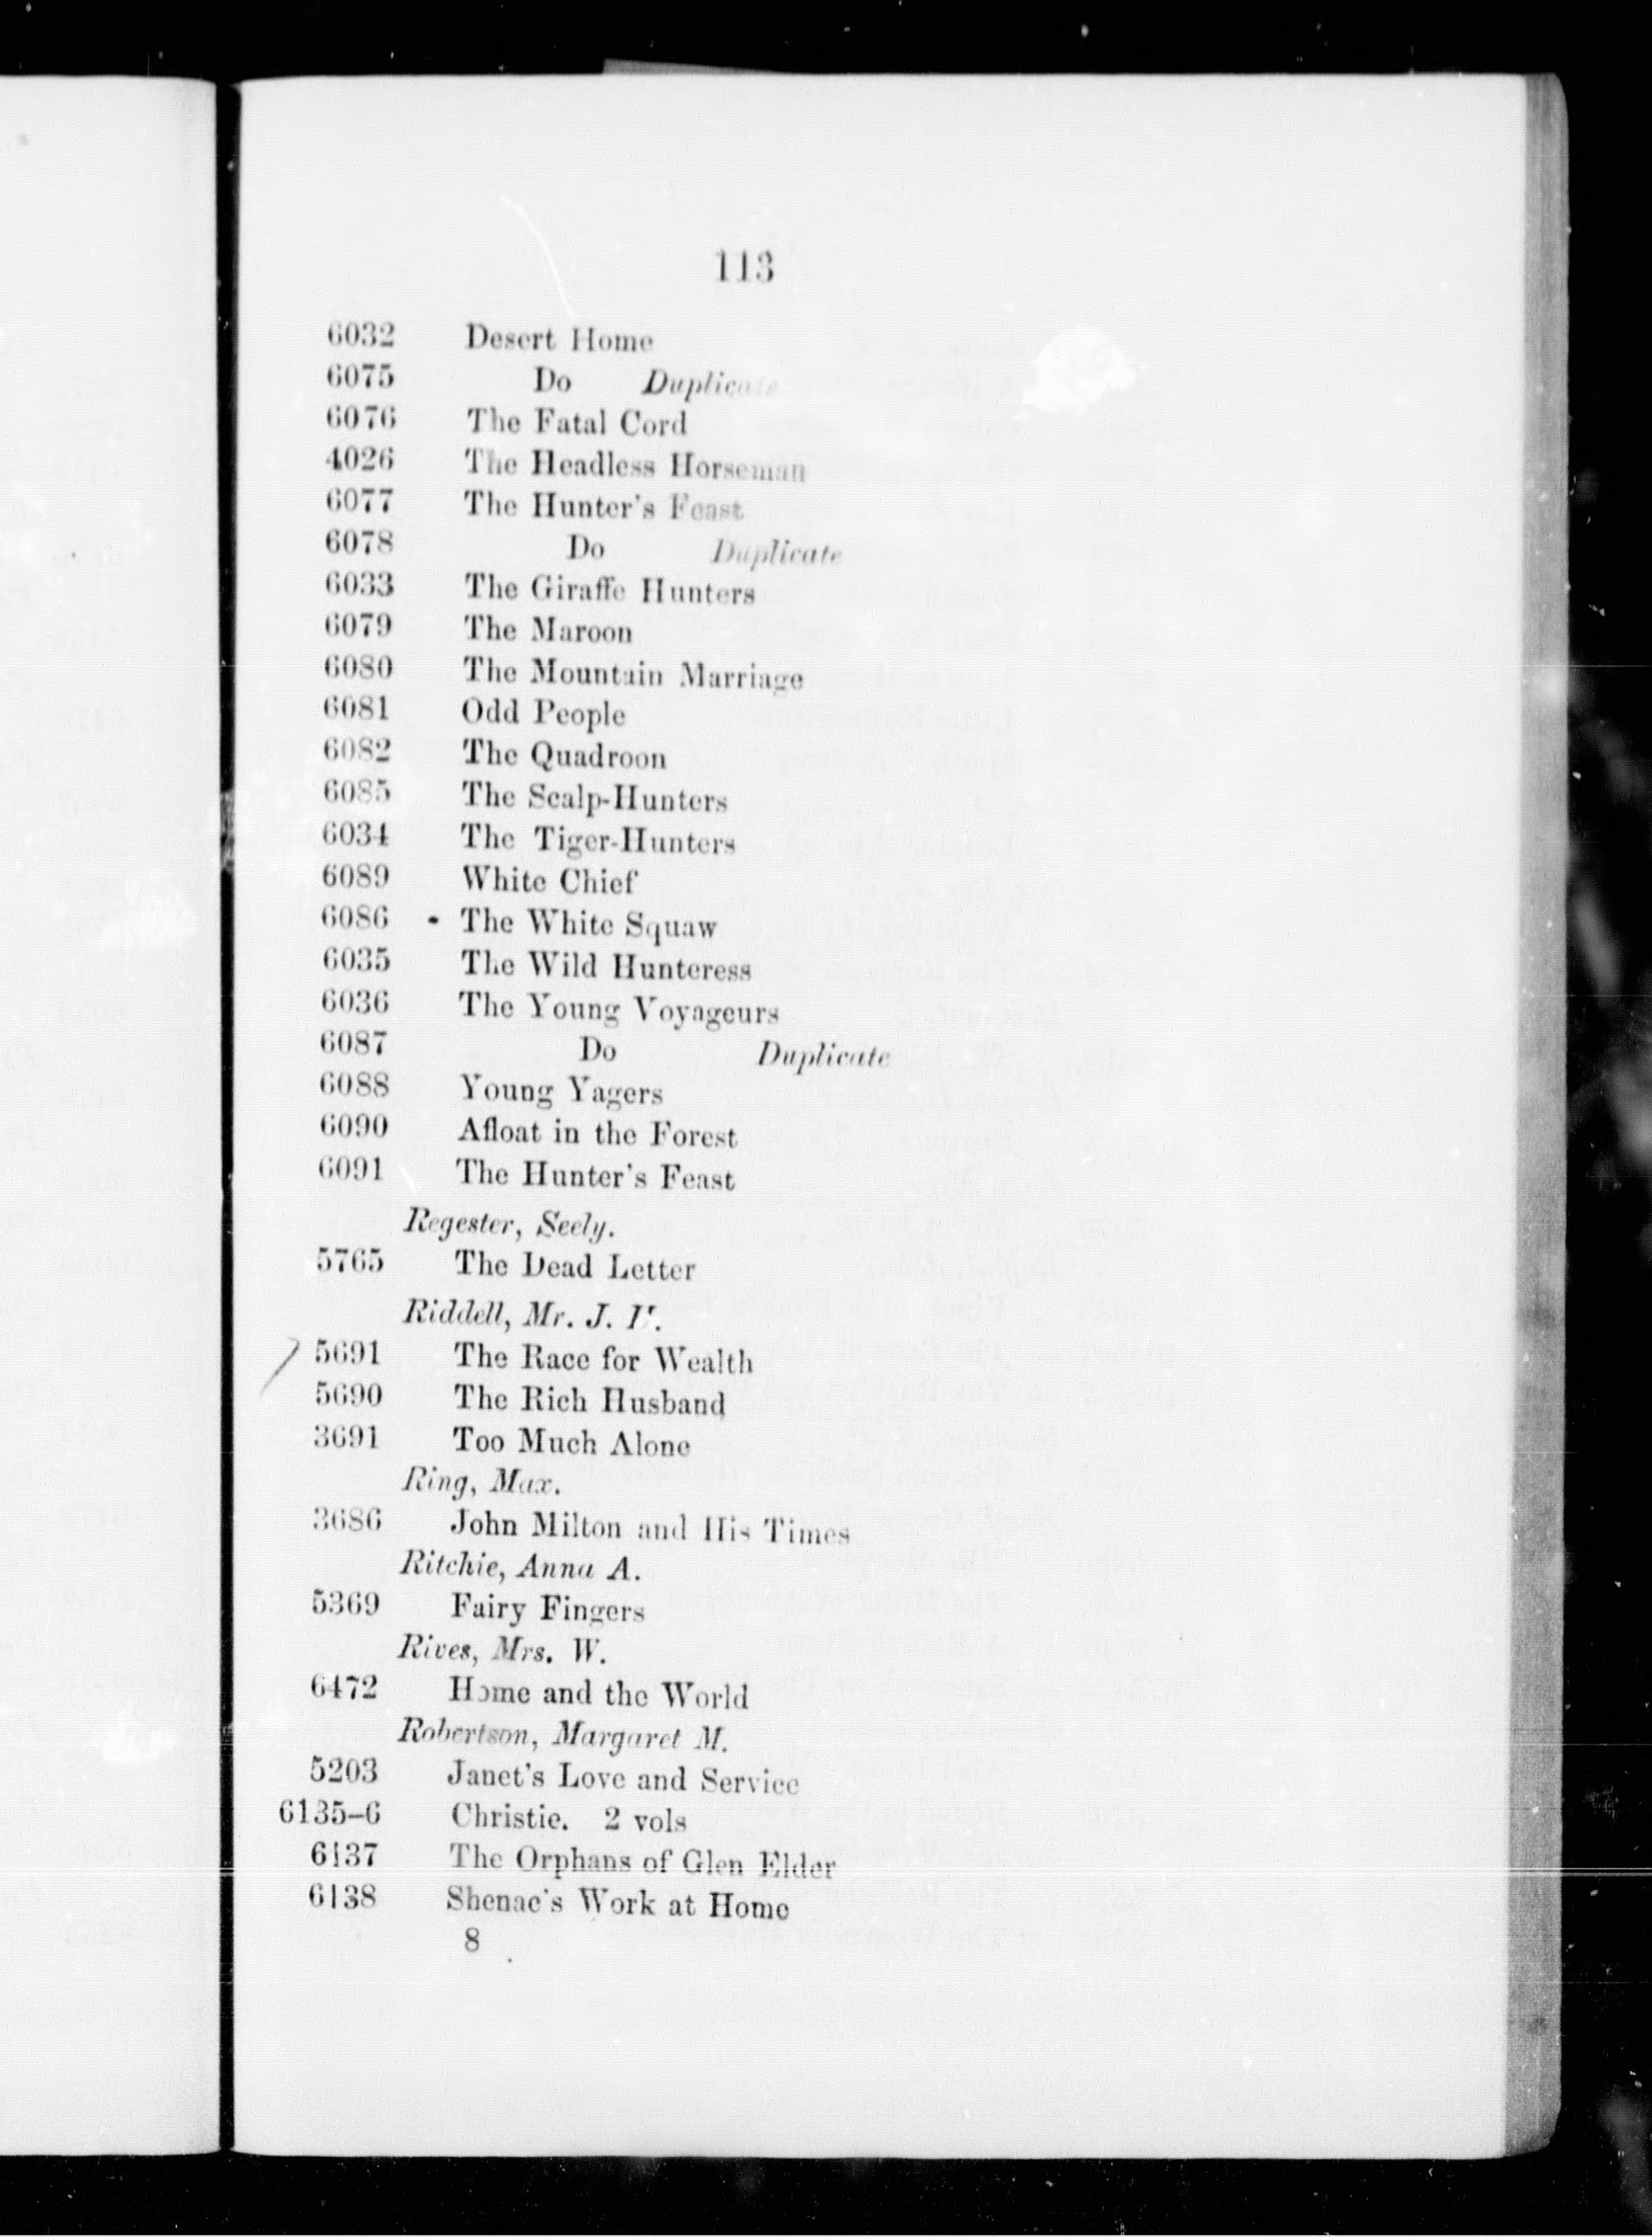 113
6032 Desert Home
6075 Do Duplicate
6076 The Fatal Cord
4026 The Headless Horseman
6077 The Hunter's Feast
6078 Do Duplicate
6033 The Giraffe Hunters
6079 The Maroon
6080 The Mountain Marriage
6081 Odd People
6082 The Quadroon
6085 The Scalp-Hunters
6034 The Tiger-Hunters
6089 White Chief
6086 The White Squaw
6035 The Wild Hunteress
6036 The Young Voyageurs
6087 Do Duplicate
6088 Young Yagers
6090 Afloat in the Forest
6091 The Hunter's Feast
Regester, Seely.
5765 The Dead Letter
Riddell, Mr. J.
5691 The Race for Wealth
5690 The Rich Husband
3691 Too Much Alone
Ring, Max.
3686 John Milton and His Times
Ritchie, Anna A.
5369 Fairy Fingers
Rives, Mrs. W.
6472 Home and the World
Robertson, Margaret M.
5203 Janet's Love and Service
6135-6 Christie. 2 vols
6137 The Orphans of Glen Elder
6138 Shenac's Work at Home
8